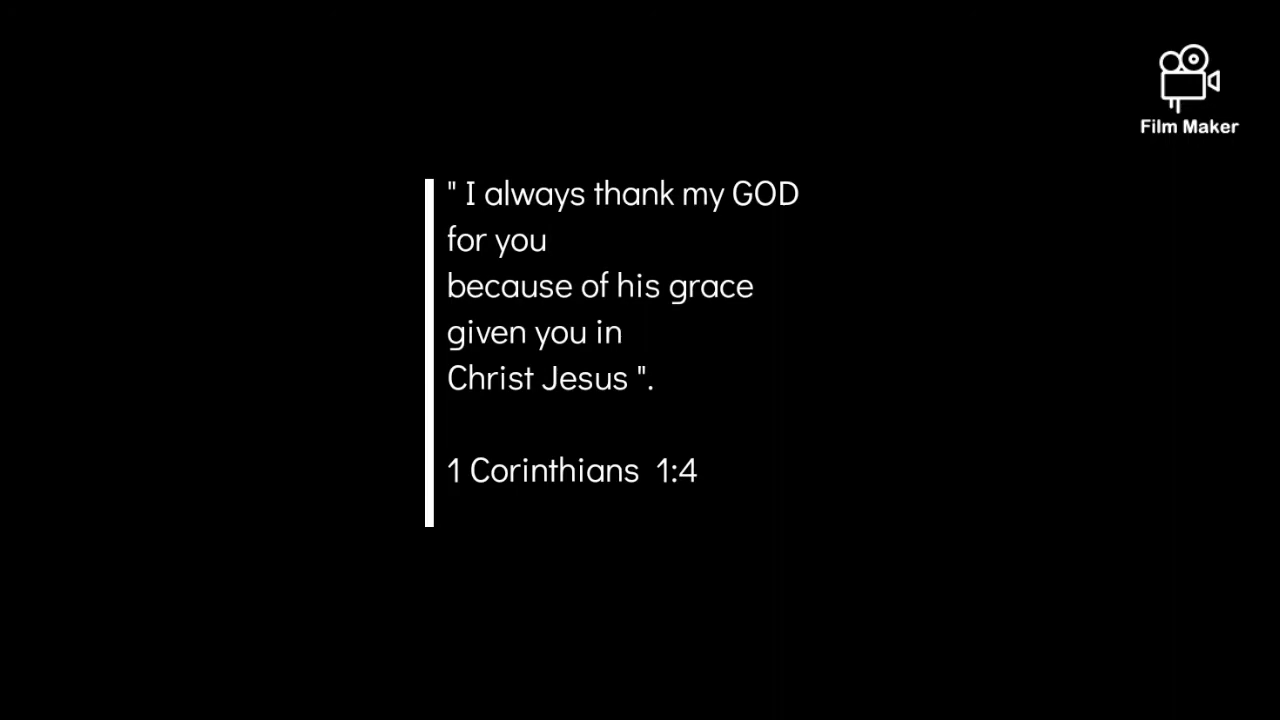 Film Maker
" I always thank my GOD
for you
because of his grace
given you in
Christ Jesus ".
1 Corinthians  1:4